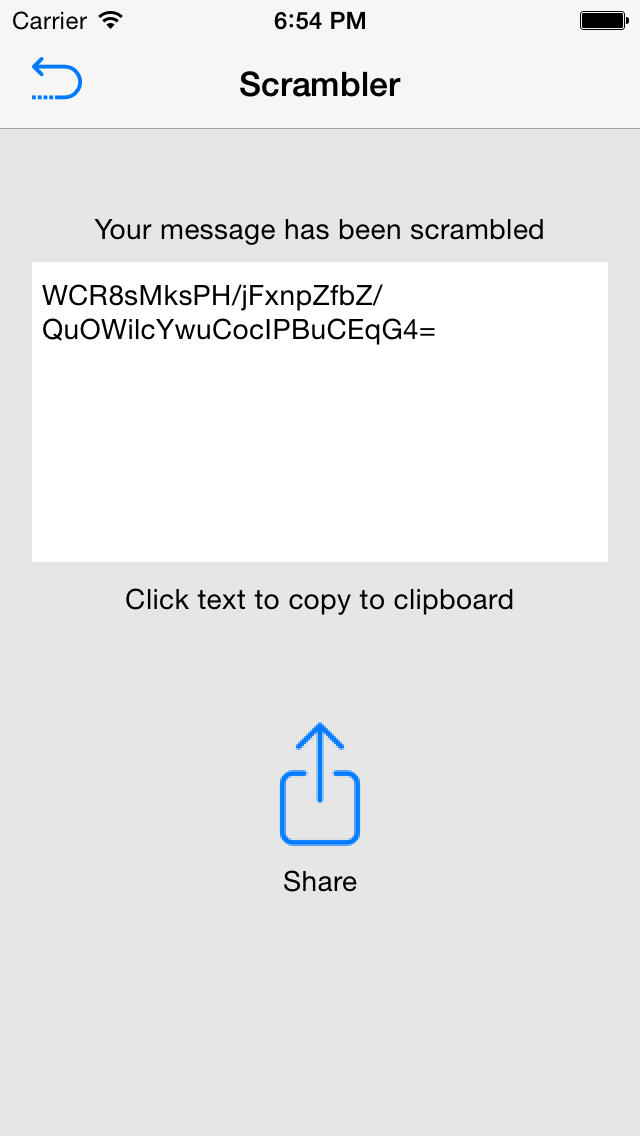 Carrier 6:54 PM
Scrambler
Your message has been scrambled
WCR8sMksPH/jFxnpZfbZ/
QuOWilcYwuCocIPBuCEqG4=
Click text to copy to clipboard
Share